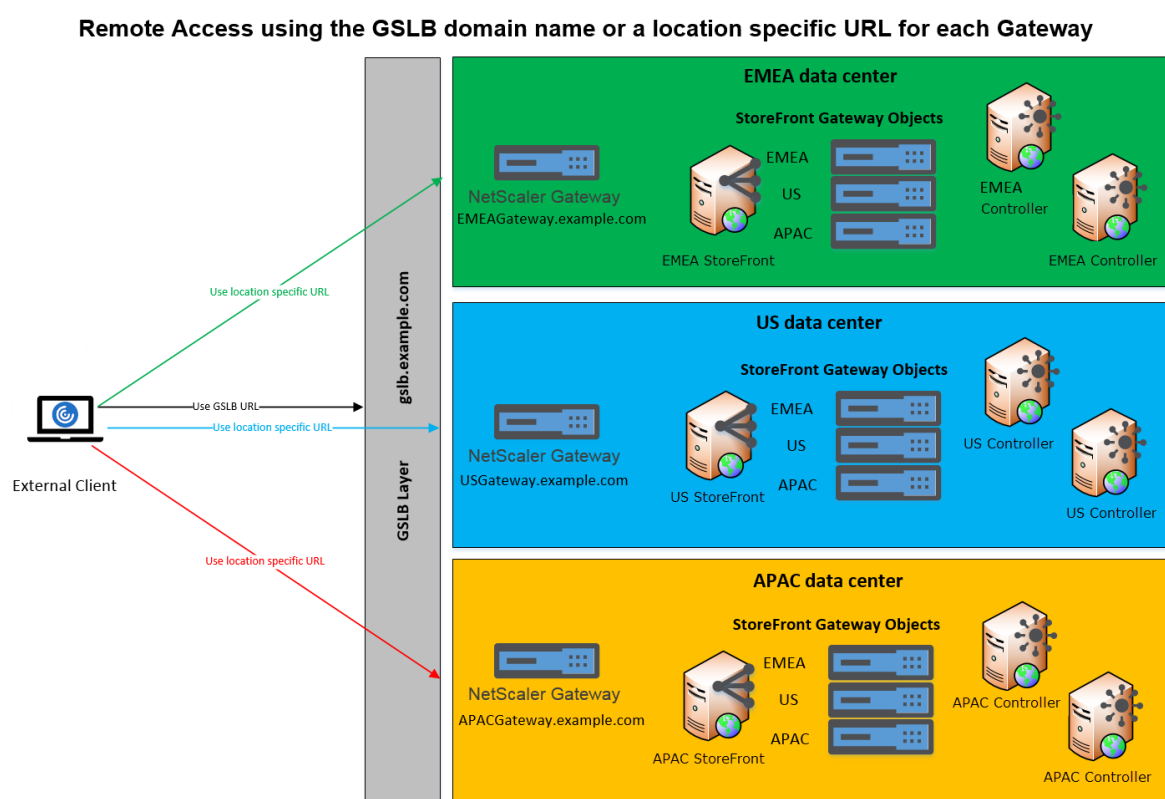 Remote Access using the GSLB domain name or a location specific URL for each Gateway
External Client
Use location specific URL
Use GSLB URL
Use location specific URL
Use location specific URL
gslb.example.com
GSLB Layer
EMEA data center
StoreFront Gateway Objects
NetScaler Gateway
EMEAGateway.example.com
EMEA
US
APAC
EMEA StoreFront
EMEA
Controller
EMEA Controller
US data center
StoreFront Gateway Objects
NetScaler Gateway
USGateway.example.com
EMEA
US
APAC
US StoreFront
US Controller
US Controller
APAC data center
StoreFront Gateway Objects
NetScaler Gateway
APACGateway.example.com
EMEA
US
APAC
APAC StoreFront
APAC Controller
APAC Controller